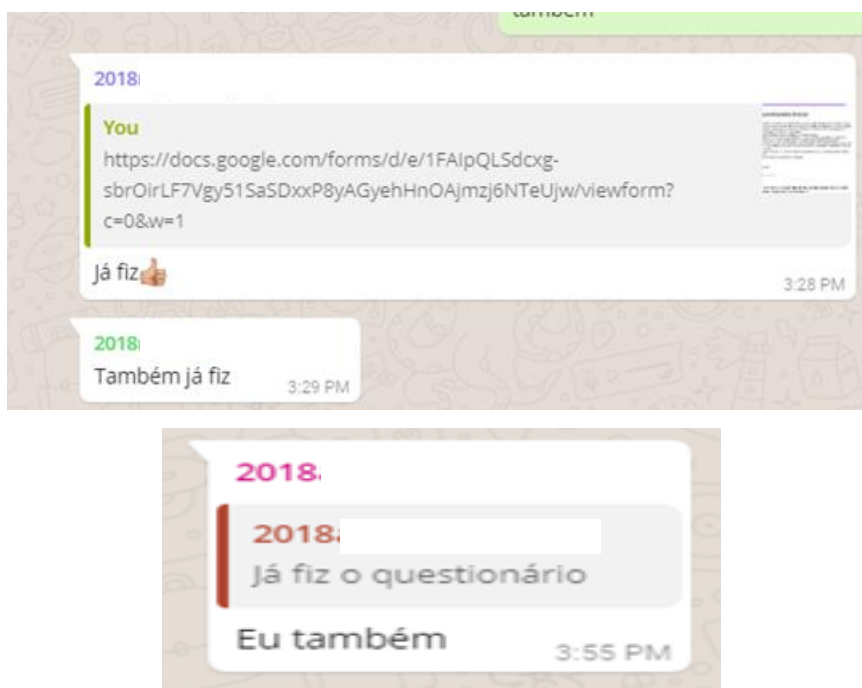 também
2018
You
https://docs.google.com/forms/d/e/1FAIpQLSdcxg-
sbrOirLF7Vgy51SaSDxxP8yAGyehHnOAjmzj6NTeUjw/viewform?
c=0&w=1
Já fiz👍
3:28 PM
2018
Também já fiz
3:29 PM
2018
2018
Já fiz o questionário
Eu também
3:55 PM